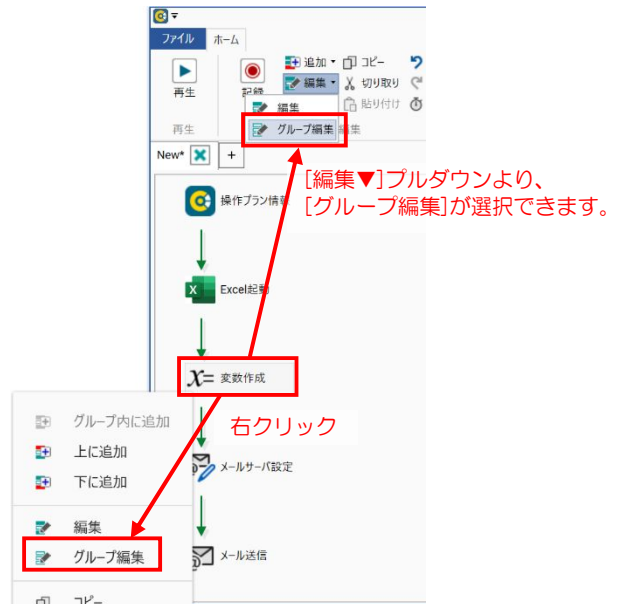 ファイル ホーム
追加 コピー
編集 切り取り
再生 記録
編集 貼り付け
再生 グループ編集 編集
New* +
[編集▼]プルダウンより、
[グループ編集]が選択できます。
操作プラン情報
Excel起動
X= 変数作成
グループ内に追加
右クリック
上に追加
メールサーバ設定
下に追加
編集
グループ編集 メール送信
コピー